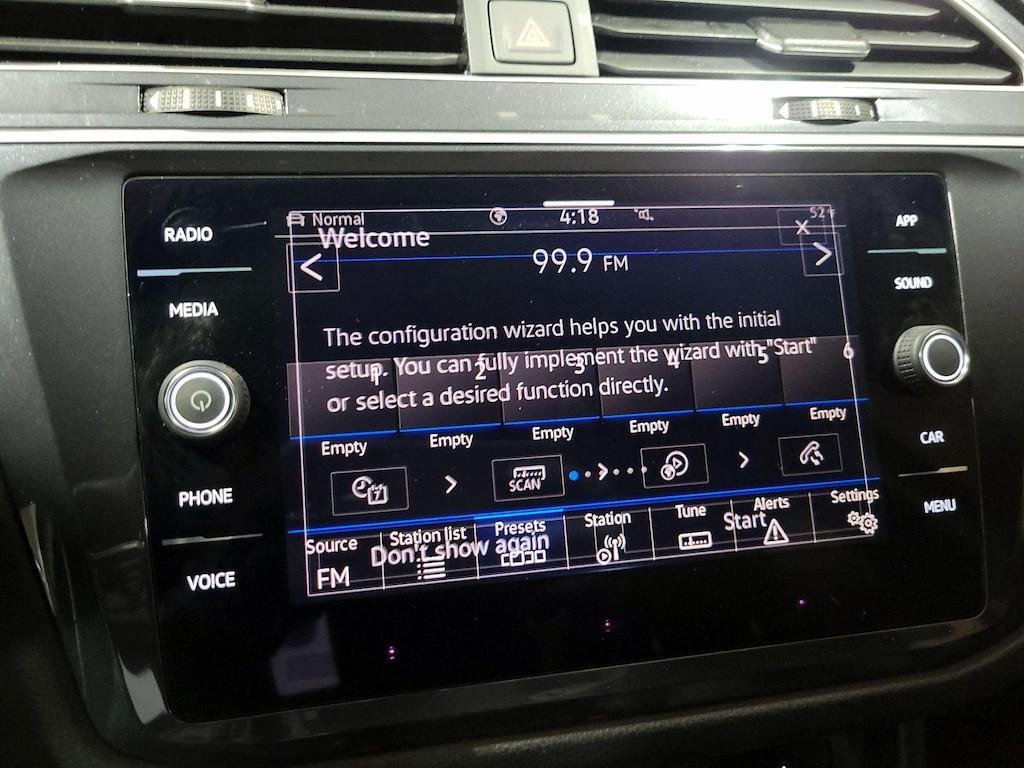 RADIO
MEDIA
PHONE
VOICE
Normal
4:18
52°F
Welcome
99.9 FM
The configuration wizard helps you with the initial
setup. You can fully implement the wizard with "Start"
or select a desired function directly.
1 2 3 4 5 6
Empty Empty Empty Empty Empty Empty
7
SCAN
Source Station list Presets Station Tune Alerts Settings
FM
Don't show again
Start
APP
SOUND
CAR
MENU